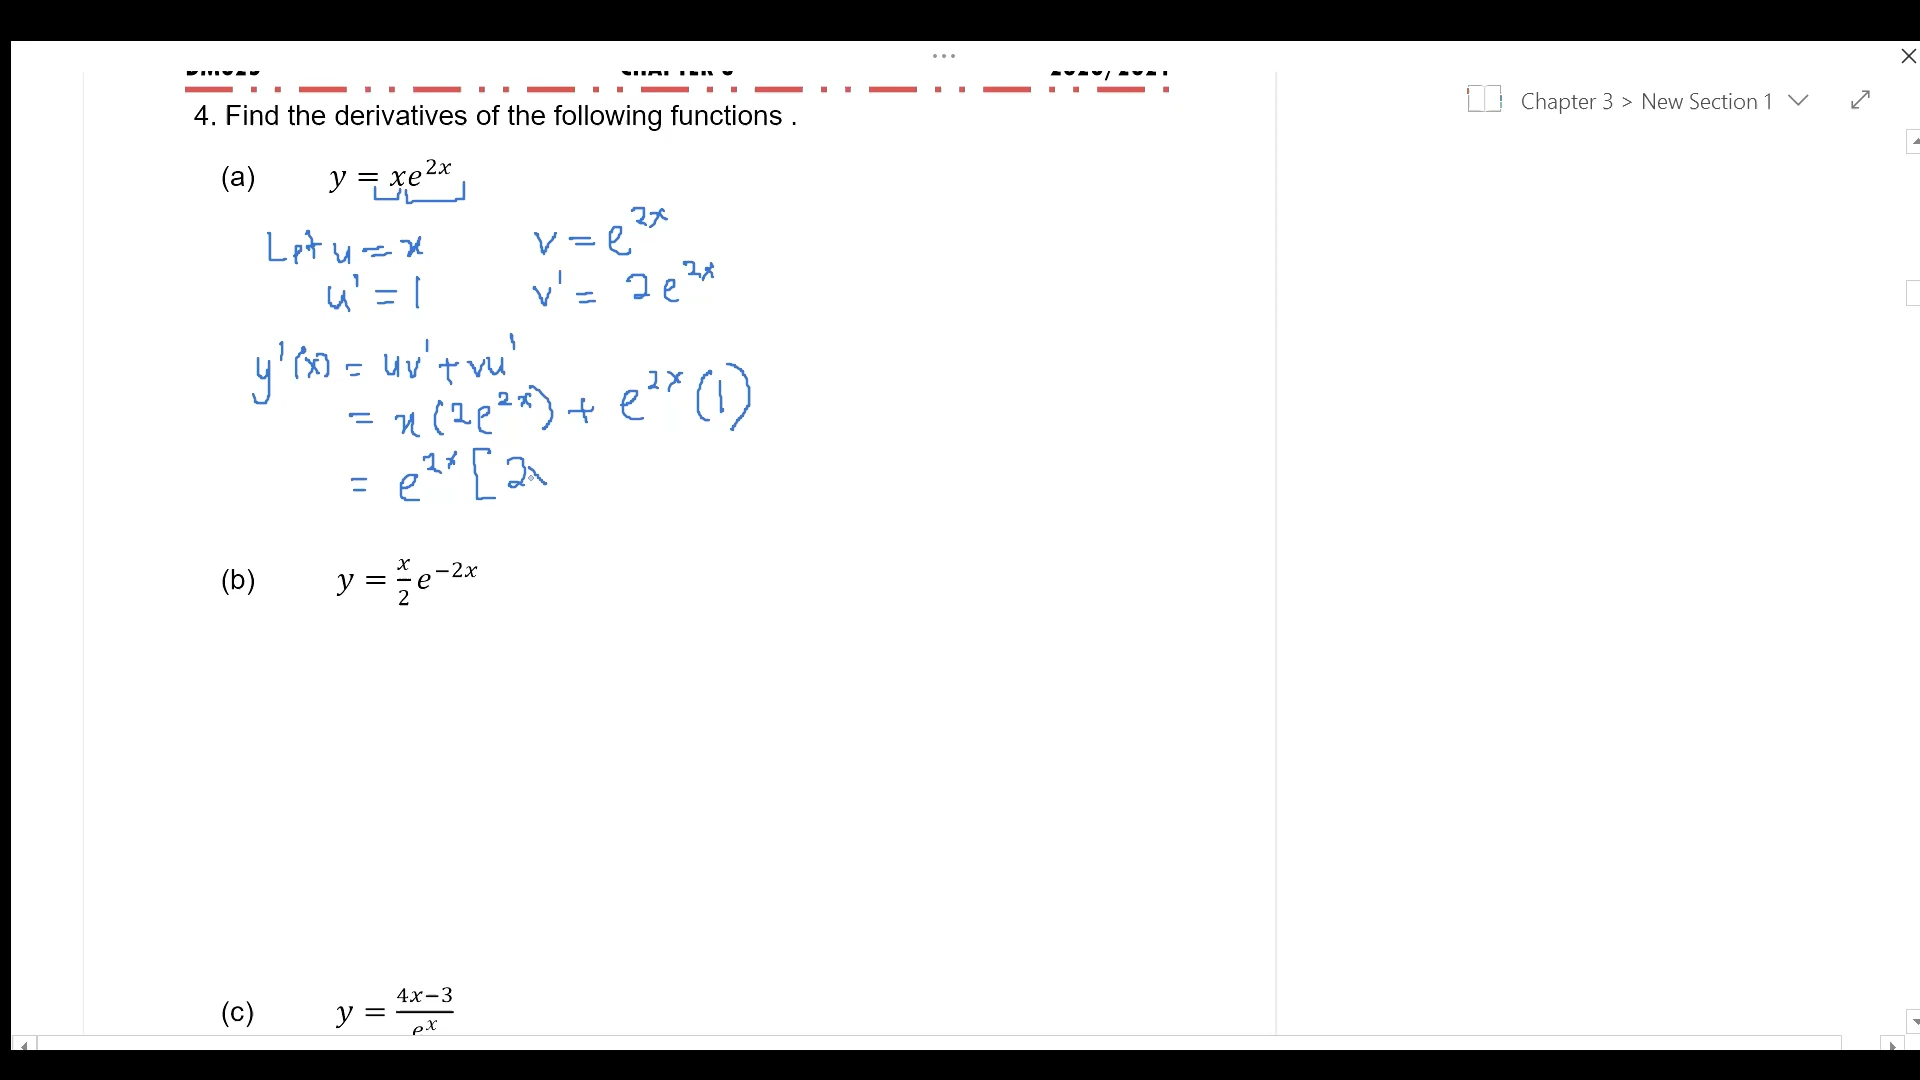 Chapter 3 > New Section 1
4. Find the derivatives of the following functions .
(a) y = xe^{2x}
Let u = x v = e^{2x}
u' = 1 v' = 2e^{2x}
y'(x) = uv' + vu'
= x(2e^{2x}) + e^{2x}(1)
= e^{2x} [ 2x
(b) y = \frac{x}{2} e^{-2x}
(c) y = \frac{4x-3}{e^x}